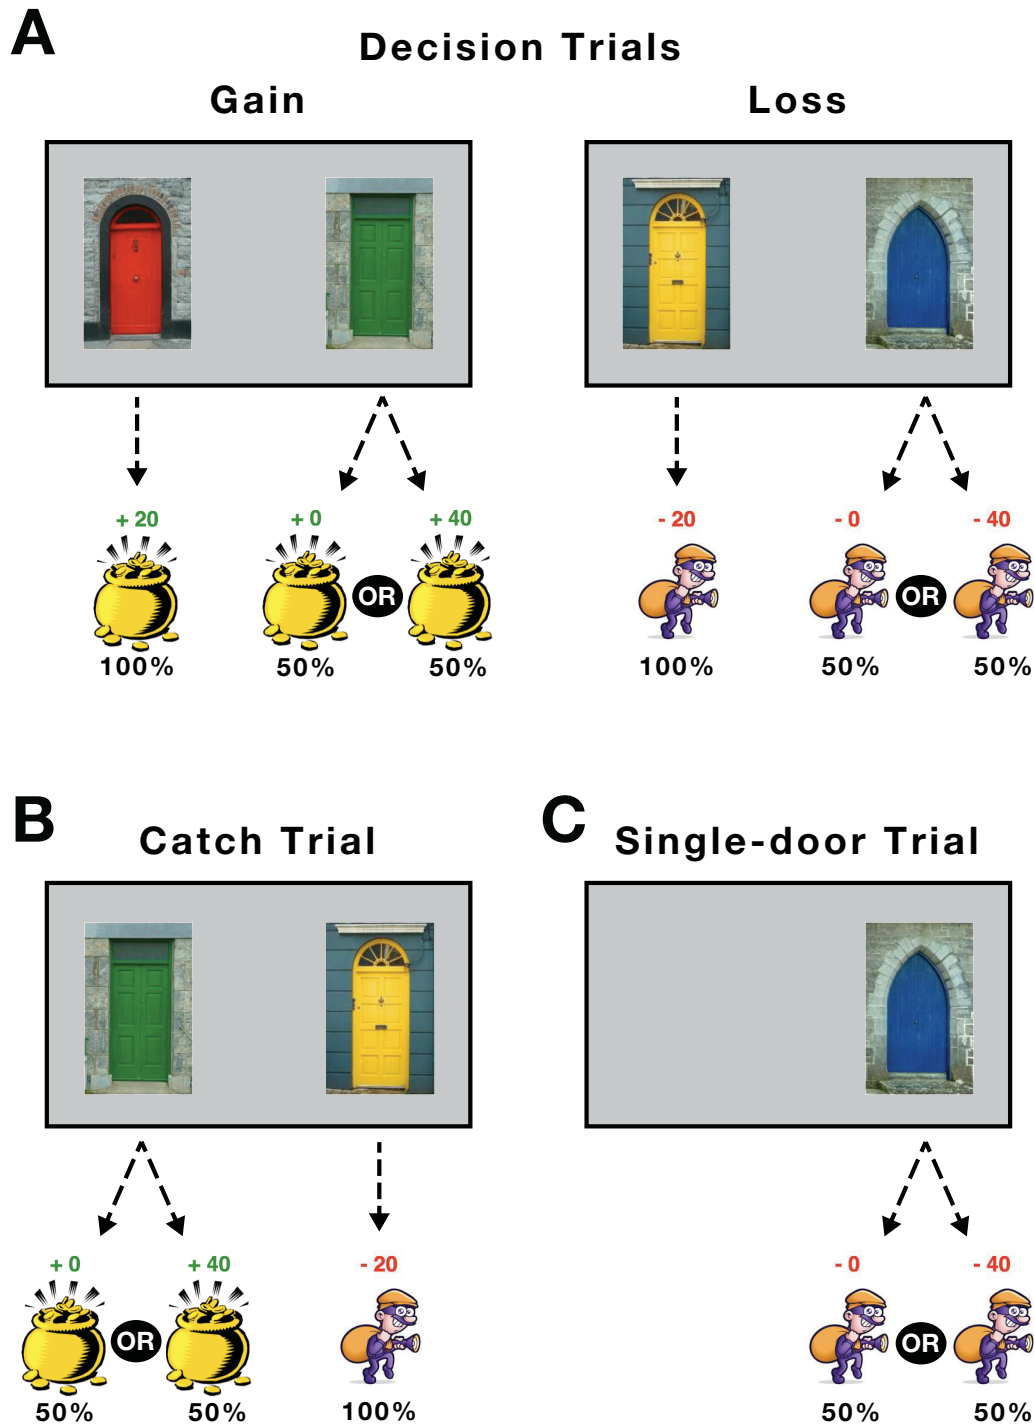 A
Decision Trials
Gain
Loss
+ 20
+ 0
+ 40
- 20
- 0
- 40
OR
OR
100%
50%
50%
100%
50%
50%
B
Catch Trial
C
Single-door Trial
+ 0
+ 40
- 20
- 0
- 40
OR
OR
50%
50%
100%
50%
50%